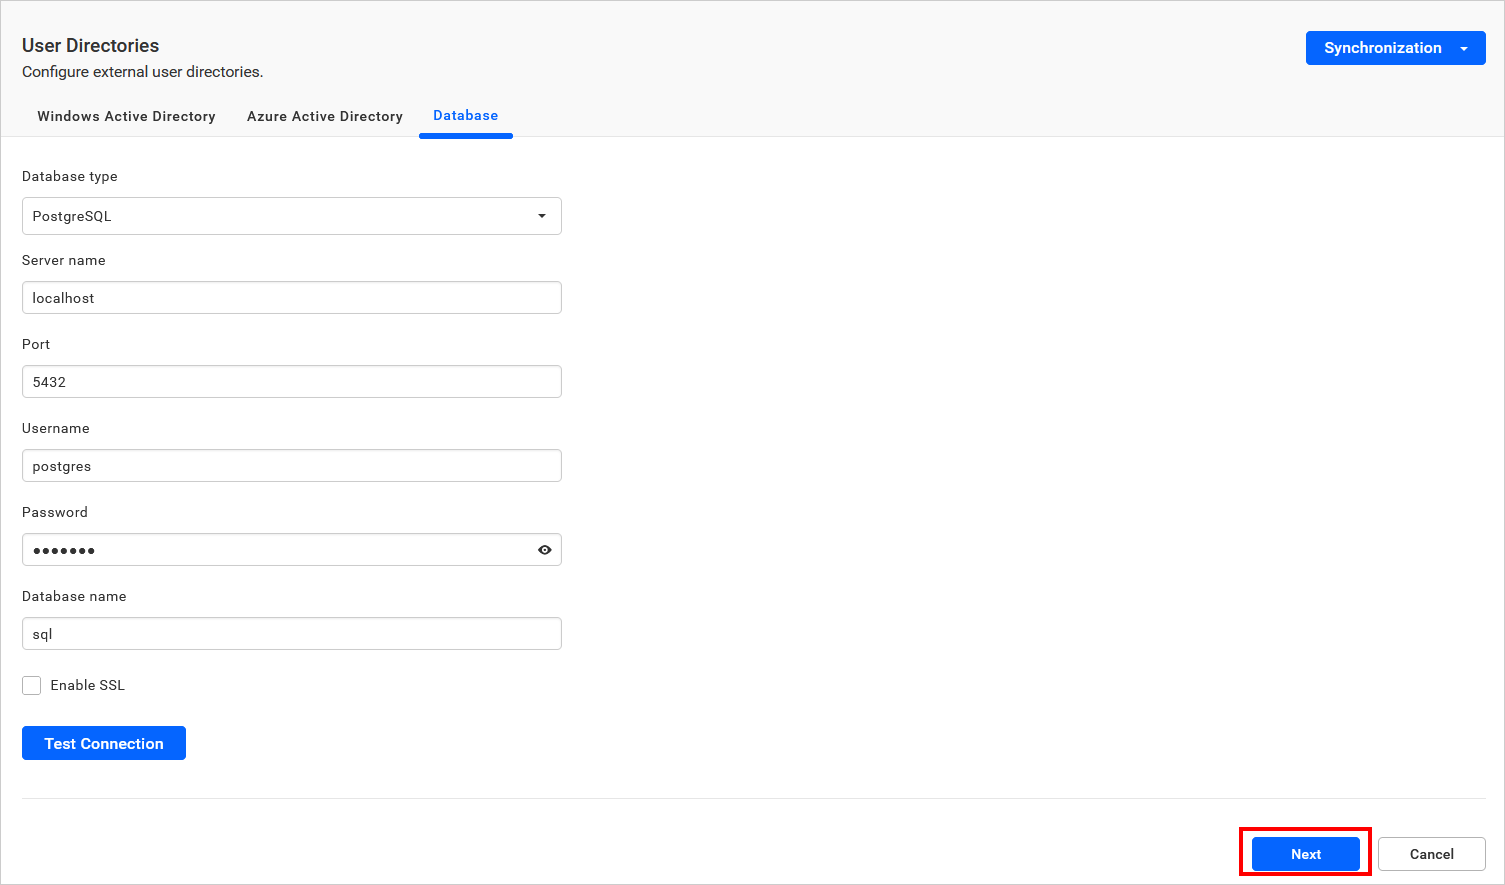 User Directories
Synchronization
Configure external user directories.
Windows Active Directory
Azure Active Directory
Database
Database type
PostgreSQL
Server name
localhost
Port
5432
Username
postgres
Password
●●●●●●●
Database name
sql
Enable SSL
Test Connection
Next
Cancel